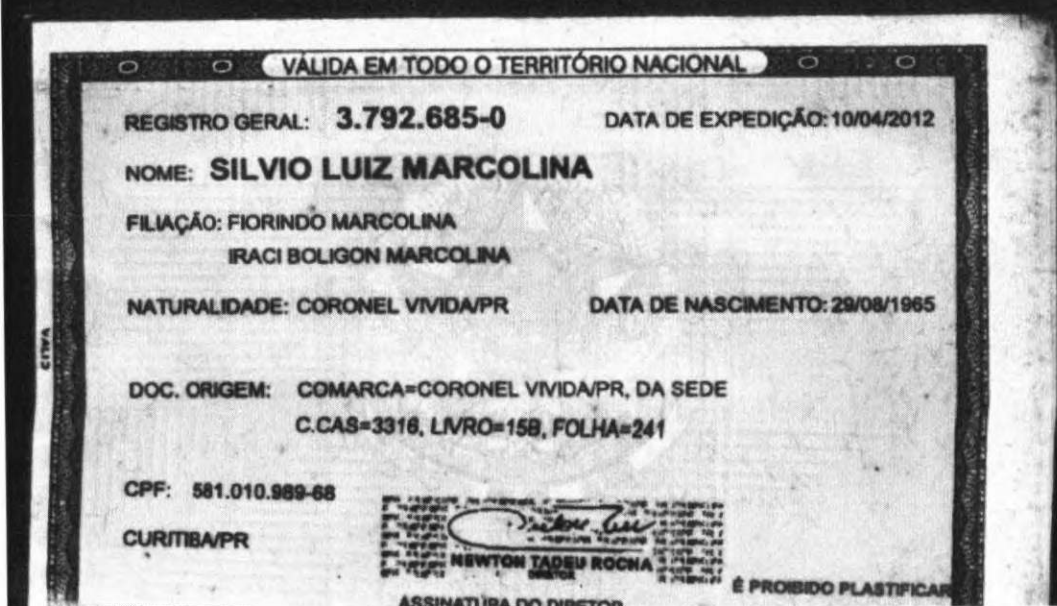 VÁLIDA EM TODO O TERRITÓRIO NACIONAL
REGISTRO GERAL: 3.792.685-0 DATA DE EXPEDIÇÃO: 10/04/2012
NOME: SILVIO LUIZ MARCOLINA
FILIAÇÃO: FIORINDO MARCOLINA
IRACI BOLIGON MARCOLINA
NATURALIDADE: CORONEL VIVIDA/PR DATA DE NASCIMENTO: 29/08/1965
DOC. ORIGEM: COMARCA=CORONEL VIVIDA/PR, DA SEDE
C.CAS=3316, LIVRO=15B, FOLHA=241
CPF: 581.010.989-68
CURITIBA/PR
NEWTON TADEU ROCHA
DIRETOR
É PROIBIDO PLASTIFICAR
ASSINATURA DO DIRETOR